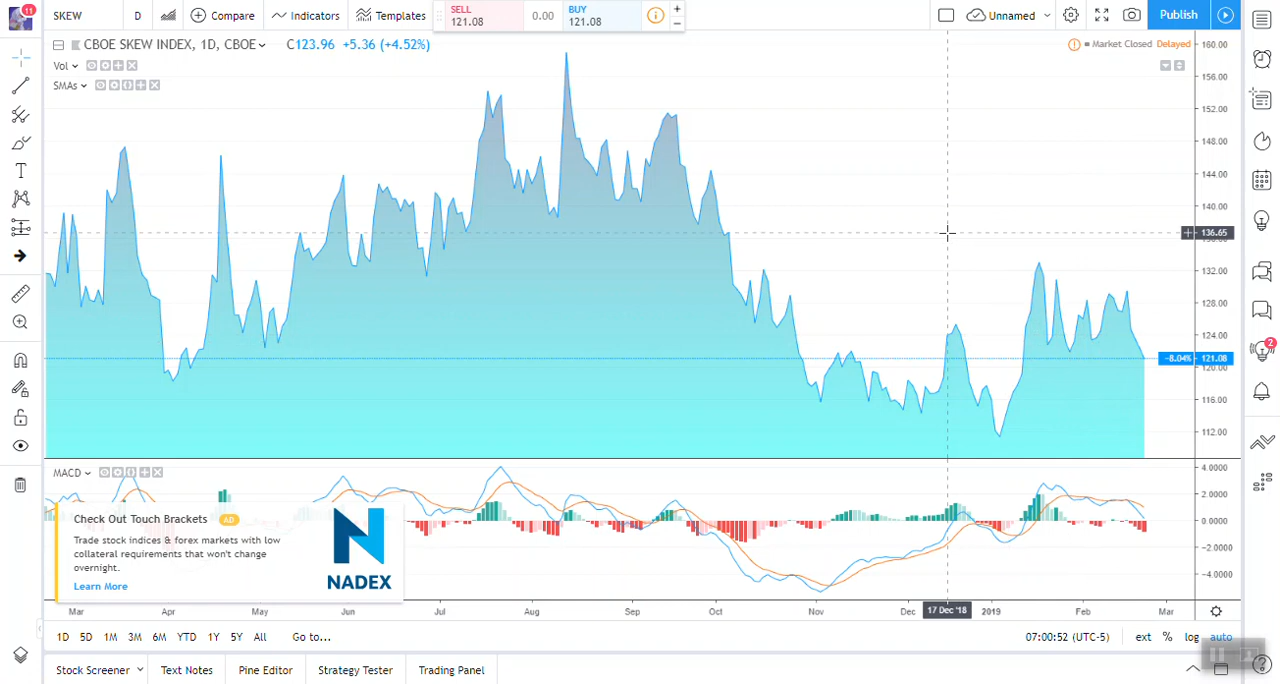 11
SKEW
D
Compare
Indicators
Templates
SELL
121.08
0.00
BUY
121.08
Unnamed
Publish
CBOE SKEW INDEX, 1D, CBOE
C123.96 +5.36 (+4.52%)
Market Closed Delayed
Vol
SMAs
160.00
156.00
152.00
148.00
144.00
140.00
136.65
132.00
128.00
124.00
-8.04% 121.08
120.00
116.00
112.00
2
MACD
4.0000
2.0000
0.0000
-2.0000
-4.0000
Check Out Touch Brackets AD
Trade stock indices & forex markets with low
collateral requirements that won't change
overnight.
Learn More
NADEX
Mar Apr May Jun Jul Aug Sep Oct Nov Dec 17 Dec '18 2019 Feb Mar
1D 5D 1M 3M 6M YTD 1Y 5Y All Go to...
07:00:52 (UTC-5) ext % log auto
Stock Screener Text Notes Pine Editor Strategy Tester Trading Panel